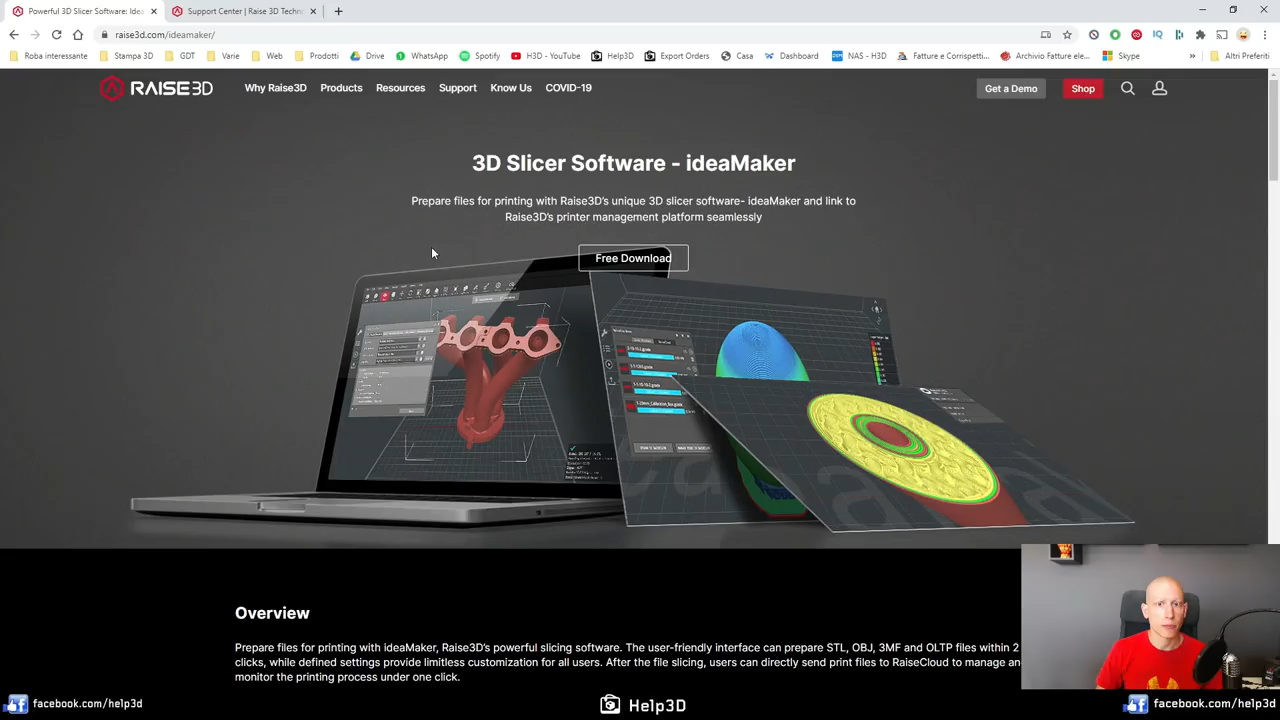 Powerful 3D Slicer Software: Idea
Support Center | Raise 3D Techno
raise3d.com/ideamaker/
Roba interessante
Stampa 3D
GDT
Varie
Web
Prodotti
Drive
WhatsApp
Spotify
H3D - YouTube
Help3D
Export Orders
Casa
Dashboard
NAS - H3D
Fatture e Corrispetti...
Archivio Fatture ele...
Skype
»
Altri Preferiti
RAISE3D
Why Raise3D
Products
Resources
Support
Know Us
COVID-19
Get a Demo
Shop
3D Slicer Software - ideaMaker
Prepare files for printing with Raise3D's unique 3D slicer software- ideaMaker and link to
Raise3D's printer management platform seamlessly
Free Download
Overview
Prepare files for printing with ideaMaker, Raise3D's powerful slicing software. The user-friendly interface can prepare STL, OBJ, 3MF and OLTP files within 2
clicks, while defined settings provide limitless customization for all users. After the file slicing, users can directly send print files to RaiseCloud to manage and
monitor the printing process under one click.
facebook.com/help3d
Help3D
facebook.com/help3d